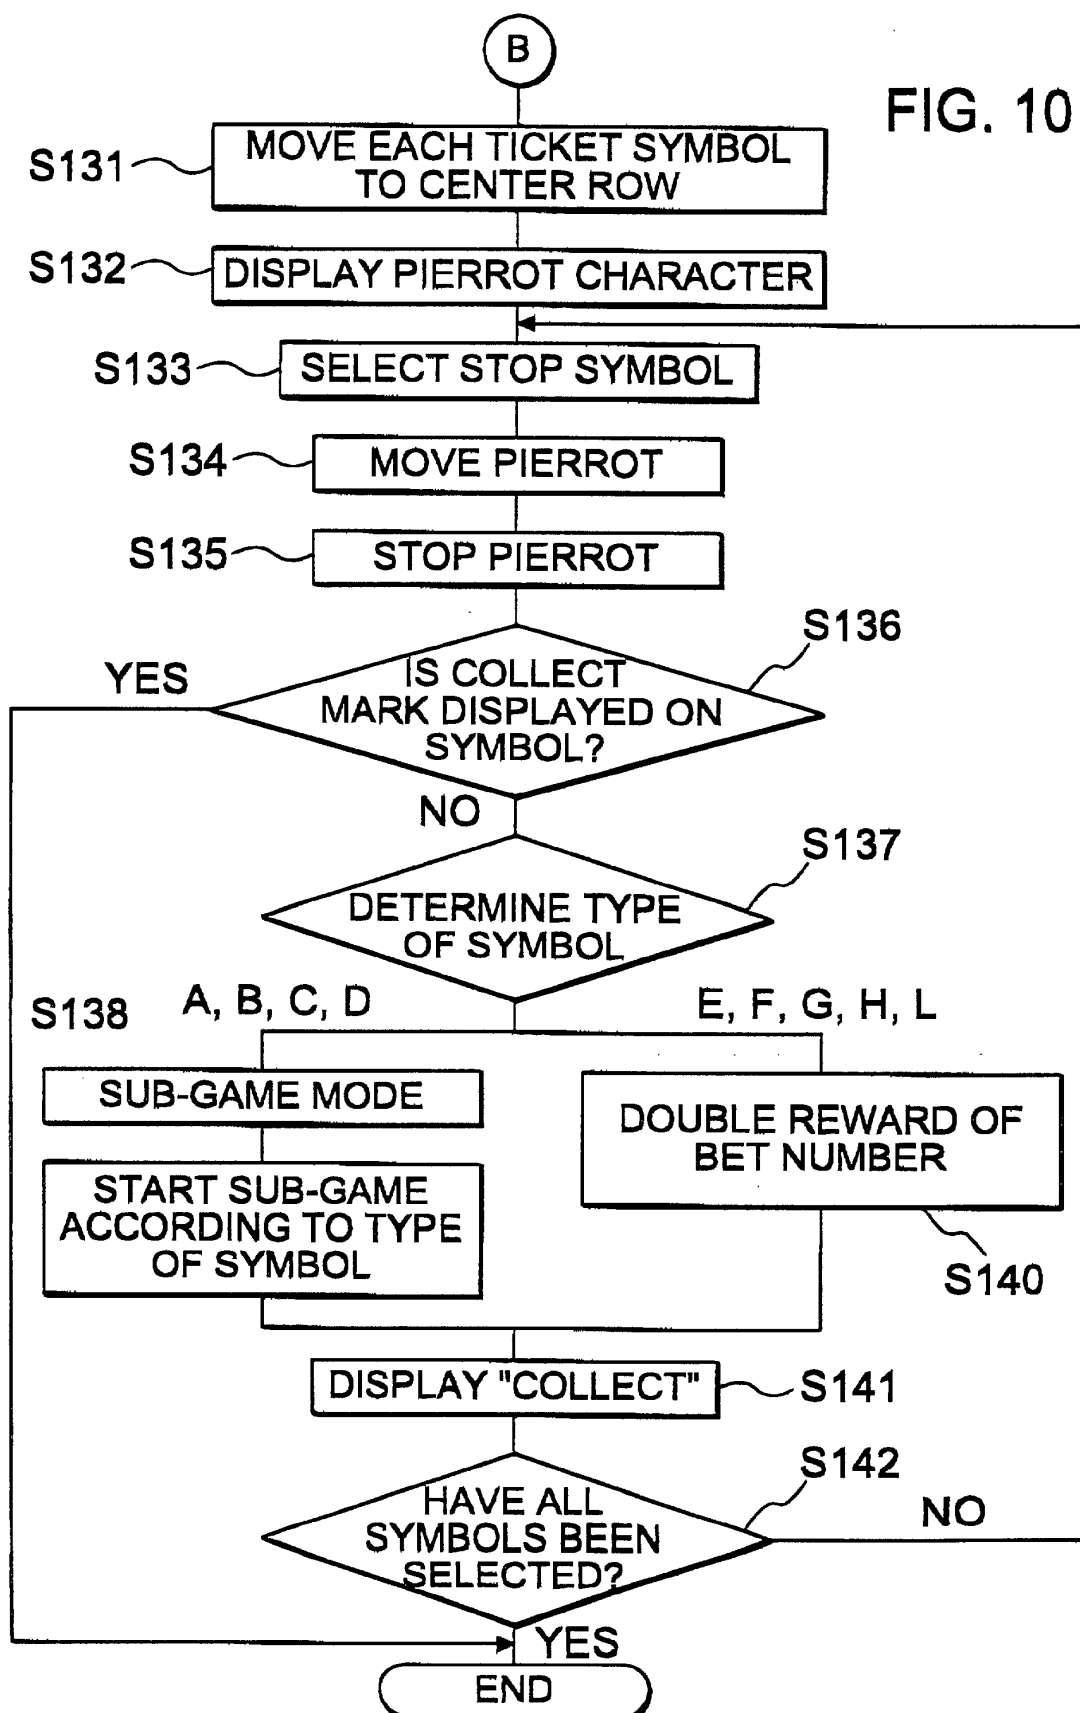 B
FIG. 10
S131
MOVE EACH TICKET SYMBOL
TO CENTER ROW
S132
DISPLAY PIERROT CHARACTER
S133
SELECT STOP SYMBOL
S134
MOVE PIERROT
S135
STOP PIERROT
S136
YES
IS COLLECT
MARK DISPLAYED ON
SYMBOL?
NO
S137
DETERMINE TYPE
OF SYMBOL
S138
A, B, C, D
E, F, G, H, L
SUB-GAME MODE
DOUBLE REWARD OF
BET NUMBER
START SUB-GAME
ACCORDING TO TYPE
OF SYMBOL
S140
DISPLAY "COLLECT"
S141
S142
HAVE ALL
SYMBOLS BEEN
SELECTED?
NO
YES
END